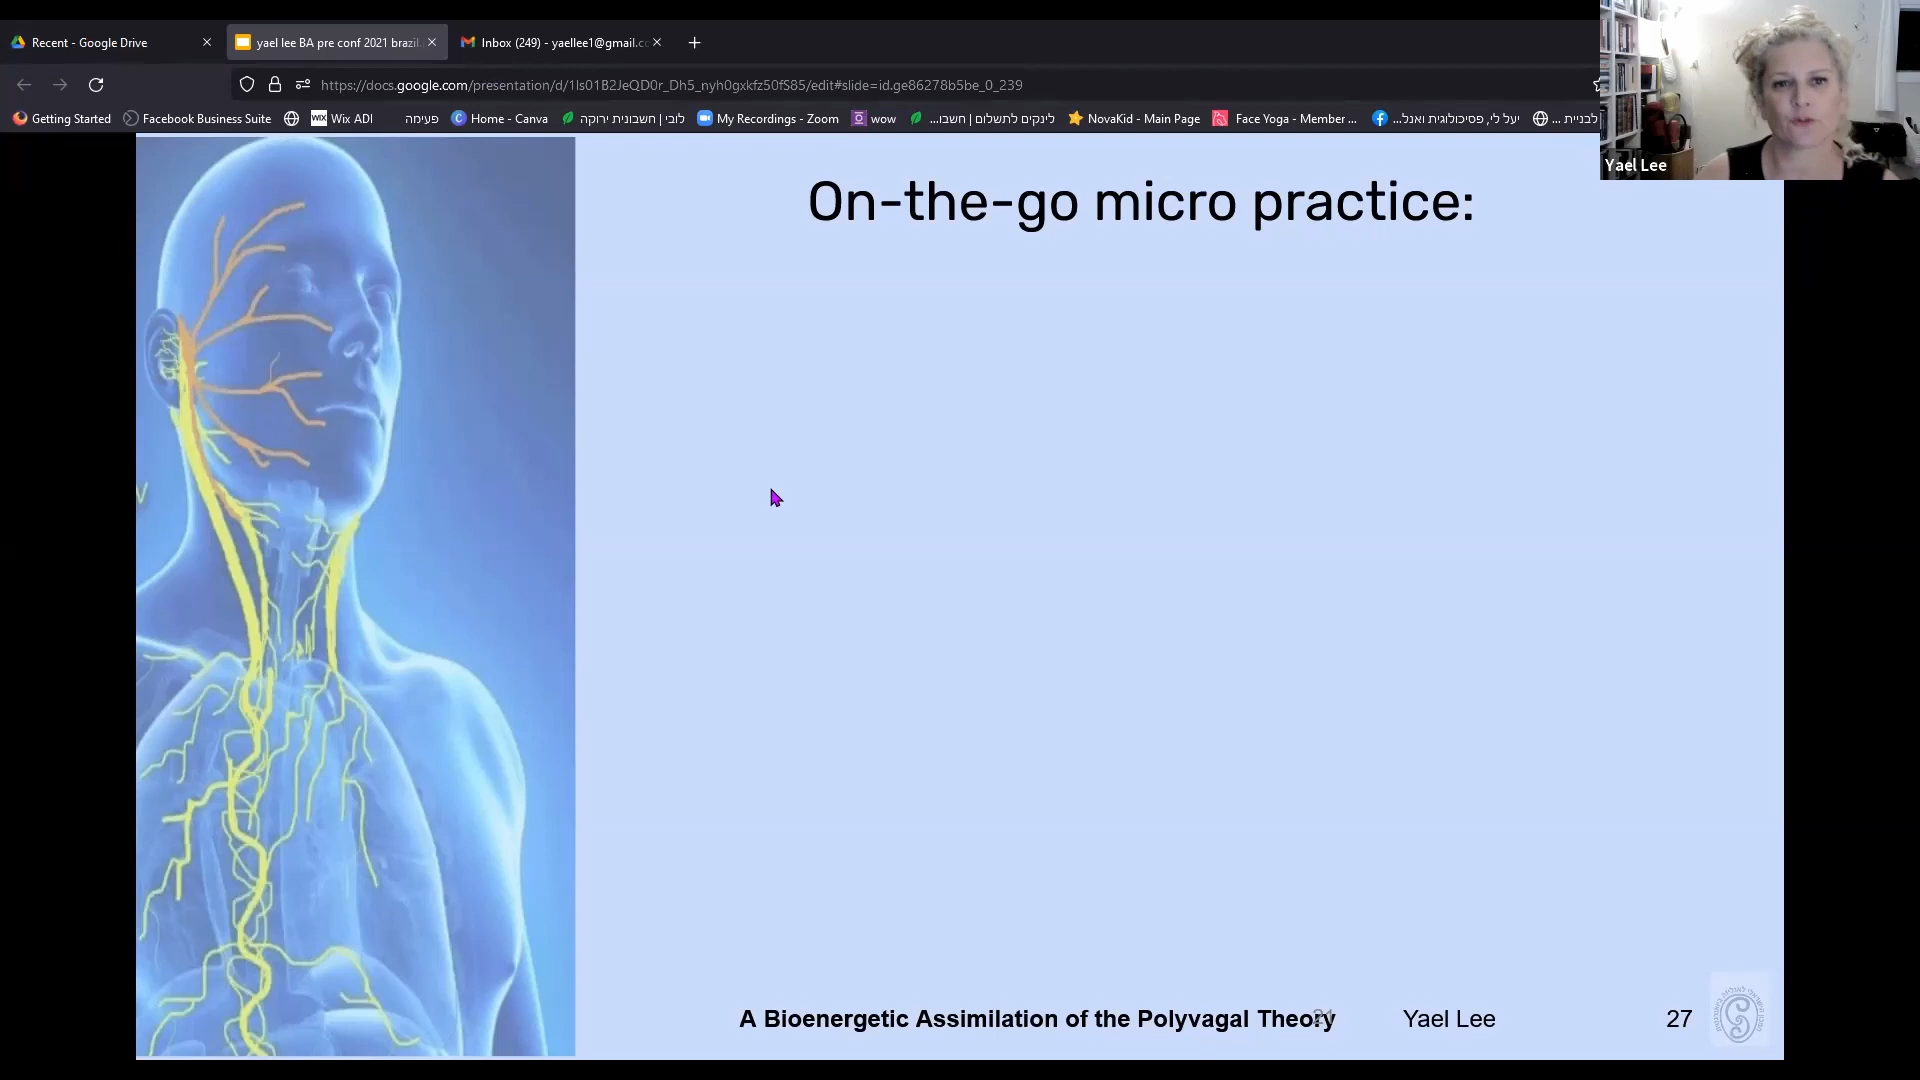 Recent - Google Drive
yael lee BA pre conf 2021 brazil.
Inbox (249) - yaellee1@gmail.c
https://docs.google.com/presentation/d/1ls01B2JeQD0r_Dh5_nyh0gxkfz50fS85/edit#slide=id.ge86278b5be_0_239
Getting Started
Facebook Business Suite
WIX Wix ADI
פעימה
Home - Canva
לובי | חשבונית ירוקה
My Recordings - Zoom
wow
לינקים לתשלום | חשבו...
NovaKid - Main Page
Face Yoga - Member ...
יעל לי, פסיכולוגית ואנל...
לבניית ...
Yael Lee
On-the-go micro practice:
A Bioenergetic Assimilation of the Polyvagal Theory
21
Yael Lee
27